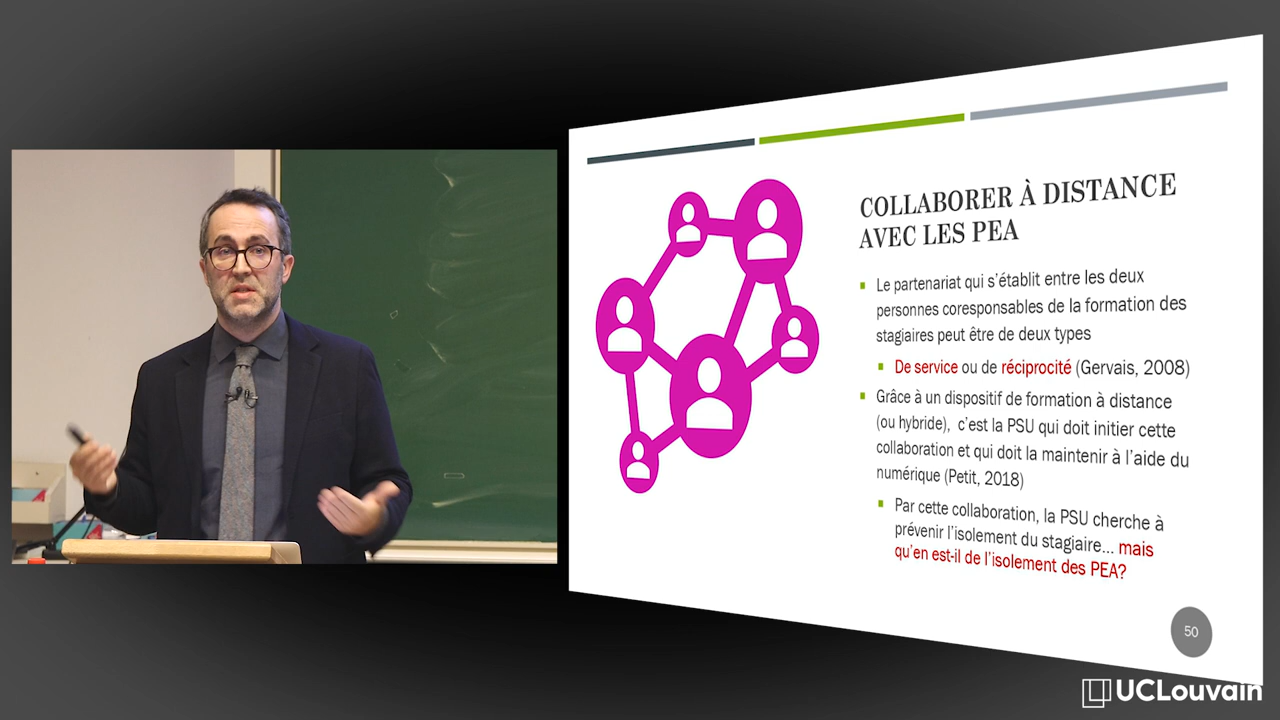 COLLABORER À DISTANCE
AVEC LES PEA
Le partenariat qui s'établit entre les deux
personnes coresponsables de la formation des
stagiaires peut être de deux types
De service ou de réciprocité (Gervais, 2008)
Grâce à un dispositif de formation à distance
(ou hybride), c'est la PSU qui doit initier cette
collaboration et qui doit la maintenir à l'aide du
numérique (Petit, 2018)
Par cette collaboration, la PSU cherche à
prévenir l'isolement du stagiaire... mais
qu'en est-il de l'isolement des PEA?
50
UCLouvain